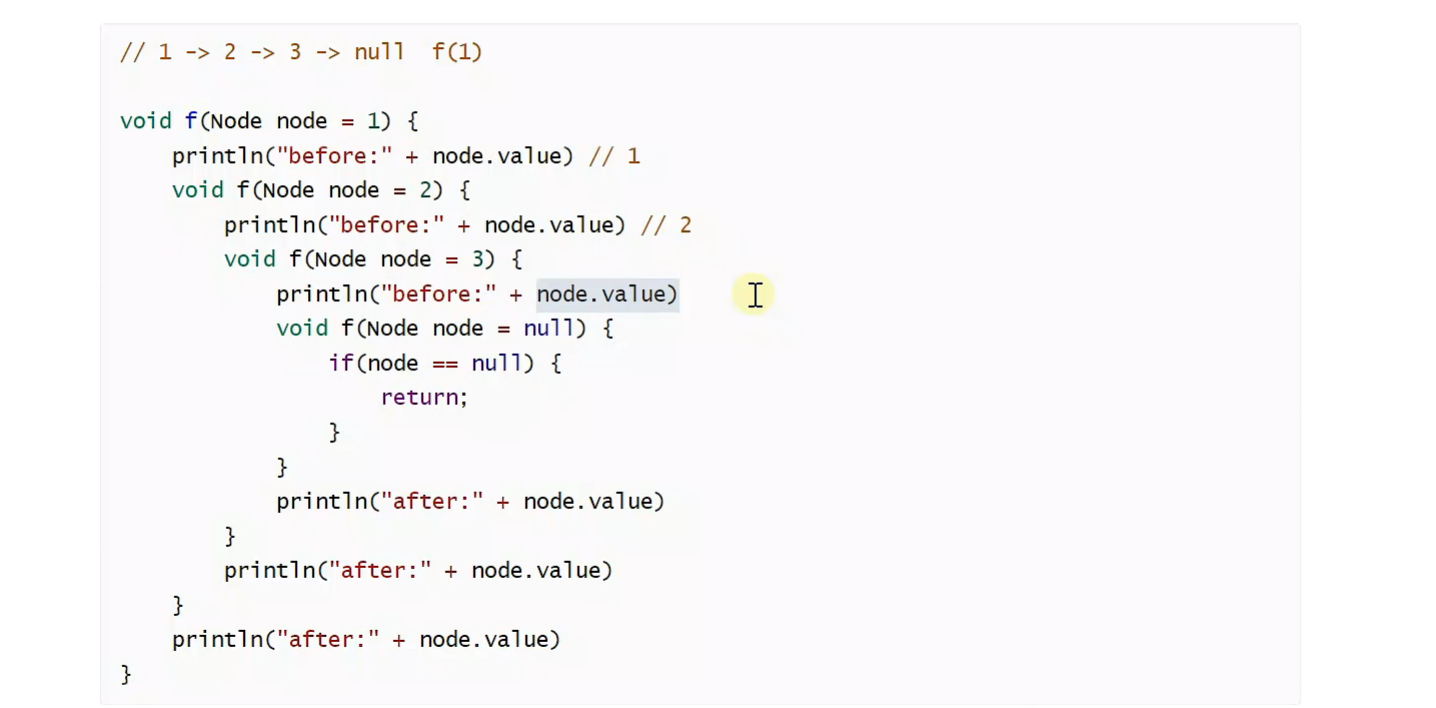 // 1 -> 2 -> 3 -> null  f(1)
void f(Node node = 1) {
    println("before:" + node.value) // 1
    void f(Node node = 2) {
        println("before:" + node.value) // 2
        void f(Node node = 3) {
            println("before:" + node.value)
            void f(Node node = null) {
                if(node == null) {
                    return;
                }
            }
            println("after:" + node.value)
        }
        println("after:" + node.value)
    }
    println("after:" + node.value)
}